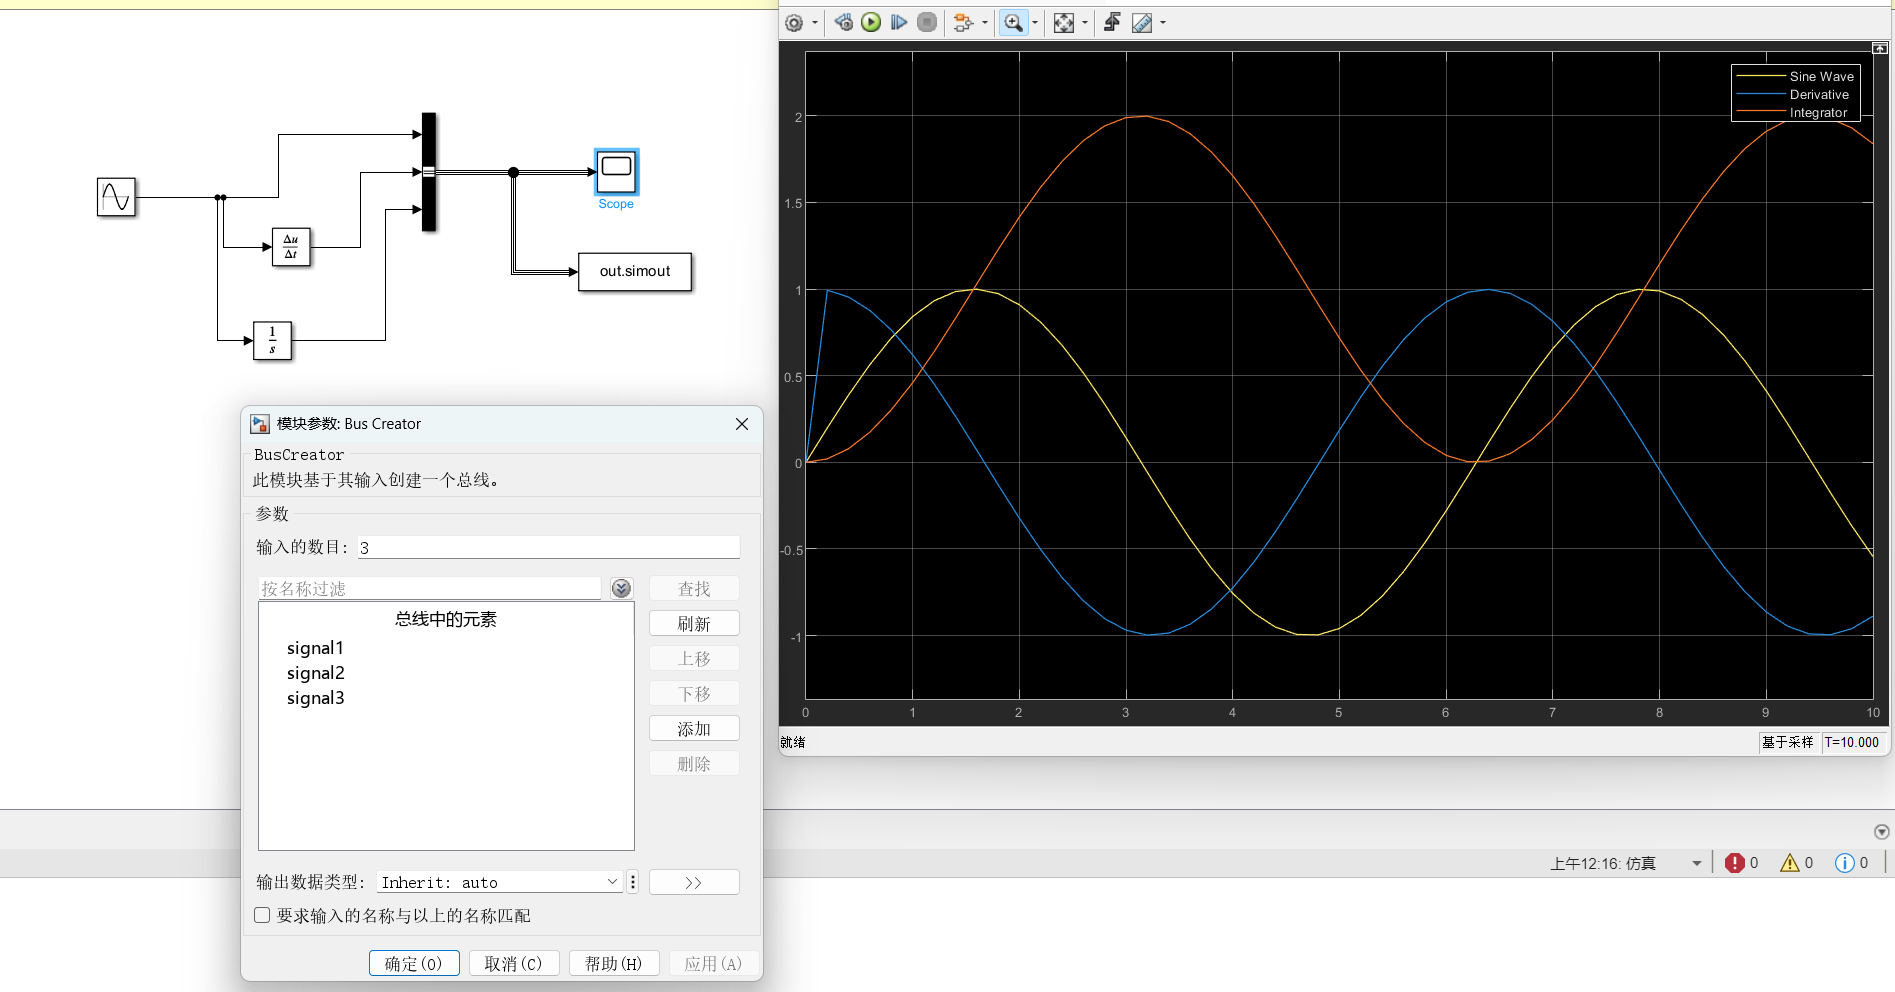 Δu
Δt
1
s
Scope
out.simout
Sine Wave
Derivative
Integrator
2
1.5
1
0.5
0
-0.5
-1
0 1 2 3 4 5 6 7 8 9 10
就绪
基于采样 T=10.000
模块参数: Bus Creator
BusCreator
此模块基于其输入创建一个总线。
参数
输入的数目: 3
按名称过滤
查找
总线中的元素
刷新
signal1
上移
signal2
signal3
下移
添加
删除
输出数据类型: Inherit: auto >>
要求输入的名称与以上的名称匹配
确定(O) 取消(C) 帮助(H) 应用(A)
上午12:16: 仿真 0 0 0